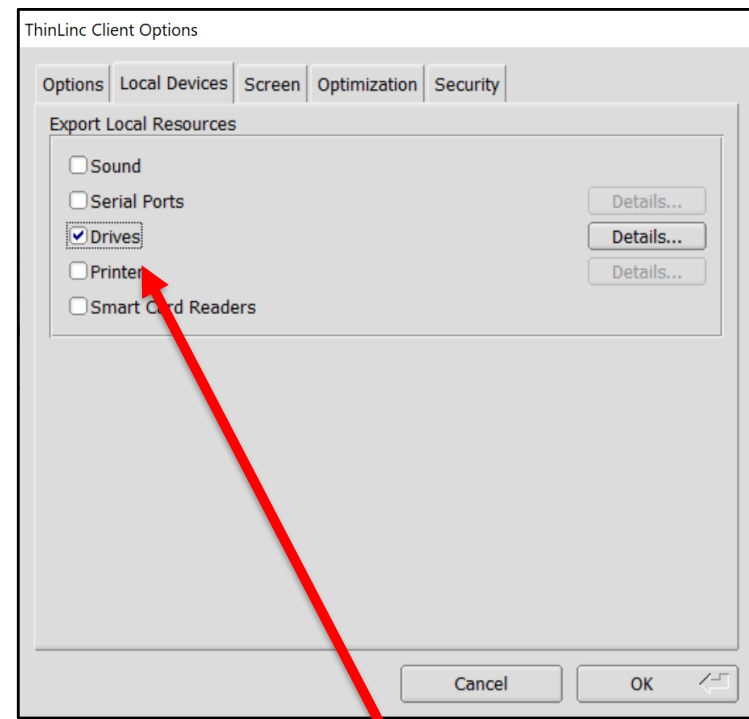 ThinLinc Client Options
Options Local Devices Screen Optimization Security
Export Local Resources
Sound
Serial Ports Details...
Drives Details...
Printer Details...
Smart Card Readers
Cancel OK